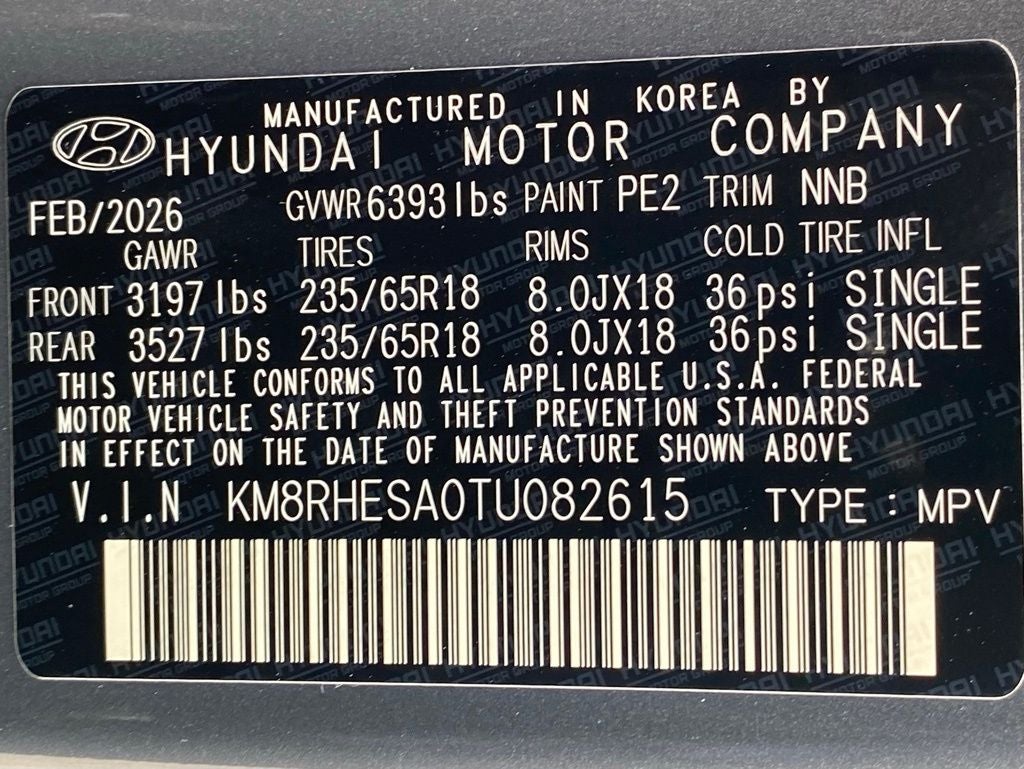 MANUFACTURED IN KOREA BY
HYUNDAI MOTOR COMPANY
FEB/2026 GVWR 6393lbs PAINT PE2 TRIM NNB
GAWR TIRES RIMS COLD TIRE INFL
FRONT 3197 lbs 235/65R18 8.0JX18 36psi SINGLE
REAR 3527 lbs 235/65R18 8.0JX18 36psi SINGLE
THIS VEHICLE CONFORMS TO ALL APPLICABLE U.S.A. FEDERAL
MOTOR VEHICLE SAFETY AND THEFT PREVENTION STANDARDS
IN EFFECT ON THE DATE OF MANUFACTURE SHOWN ABOVE
V.I.N KM8RHESA0TU082615 TYPE : MPV